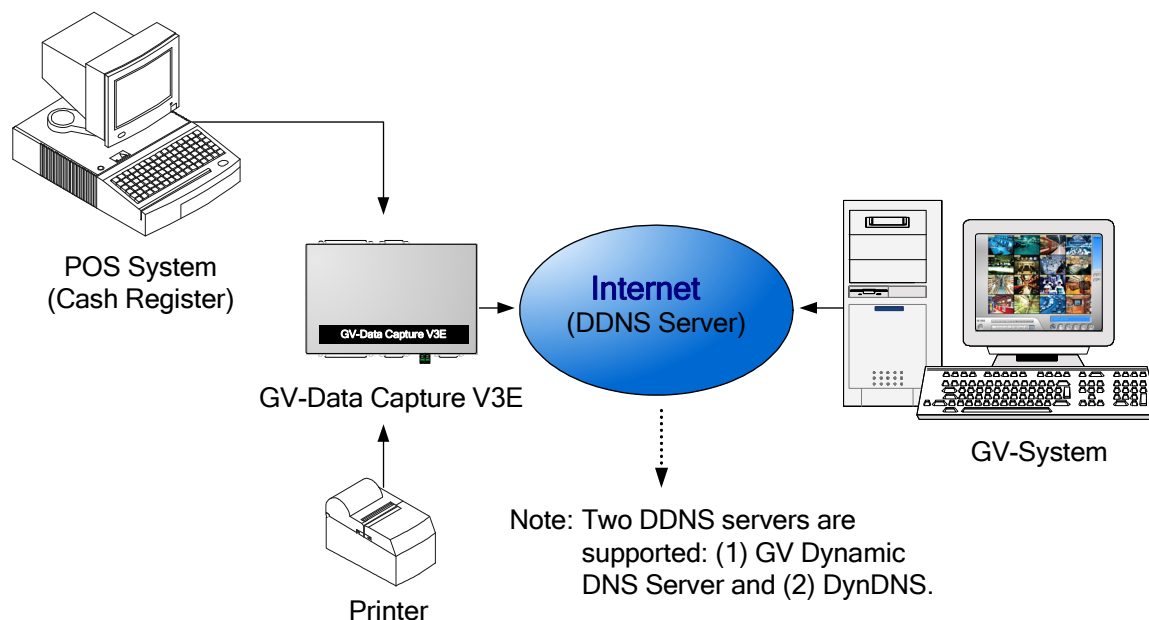 POS System
(Cash Register)
GV-Data Capture V3E
GV-Data Capture V3E
Printer
Internet
(DDNS Server)
GV-System
Note: Two DDNS servers are
supported: (1) GV Dynamic
DNS Server and (2) DynDNS.